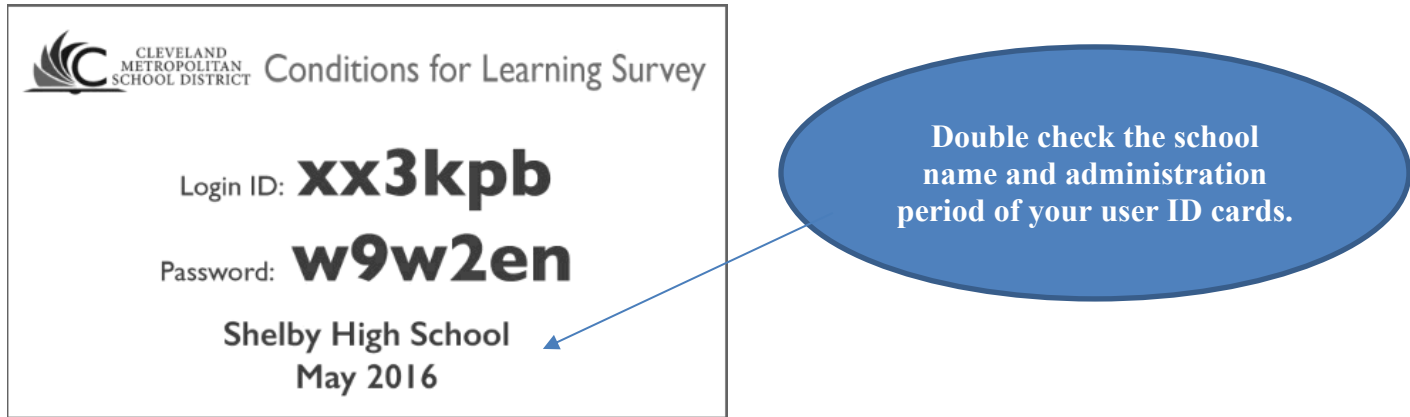 CLEVELAND
METROPOLITAN
SCHOOL DISTRICT
Conditions for Learning Survey
Login ID: xx3kpb
Password: w9w2en
Shelby High School
May 2016
Double check the school
name and administration
period of your user ID cards.